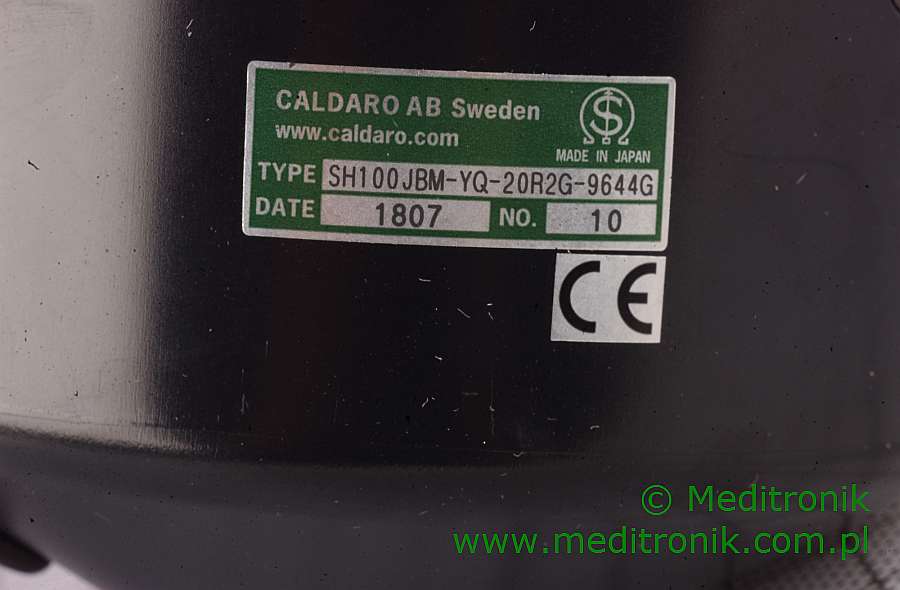 CALDARO AB Sweden
www.caldaro.com
MADE IN JAPAN
TYPE SH100JBM-YQ-20R2G-9644G
DATE 1807 NO. 10
CE
© Meditronik
www.meditronik.com.pl